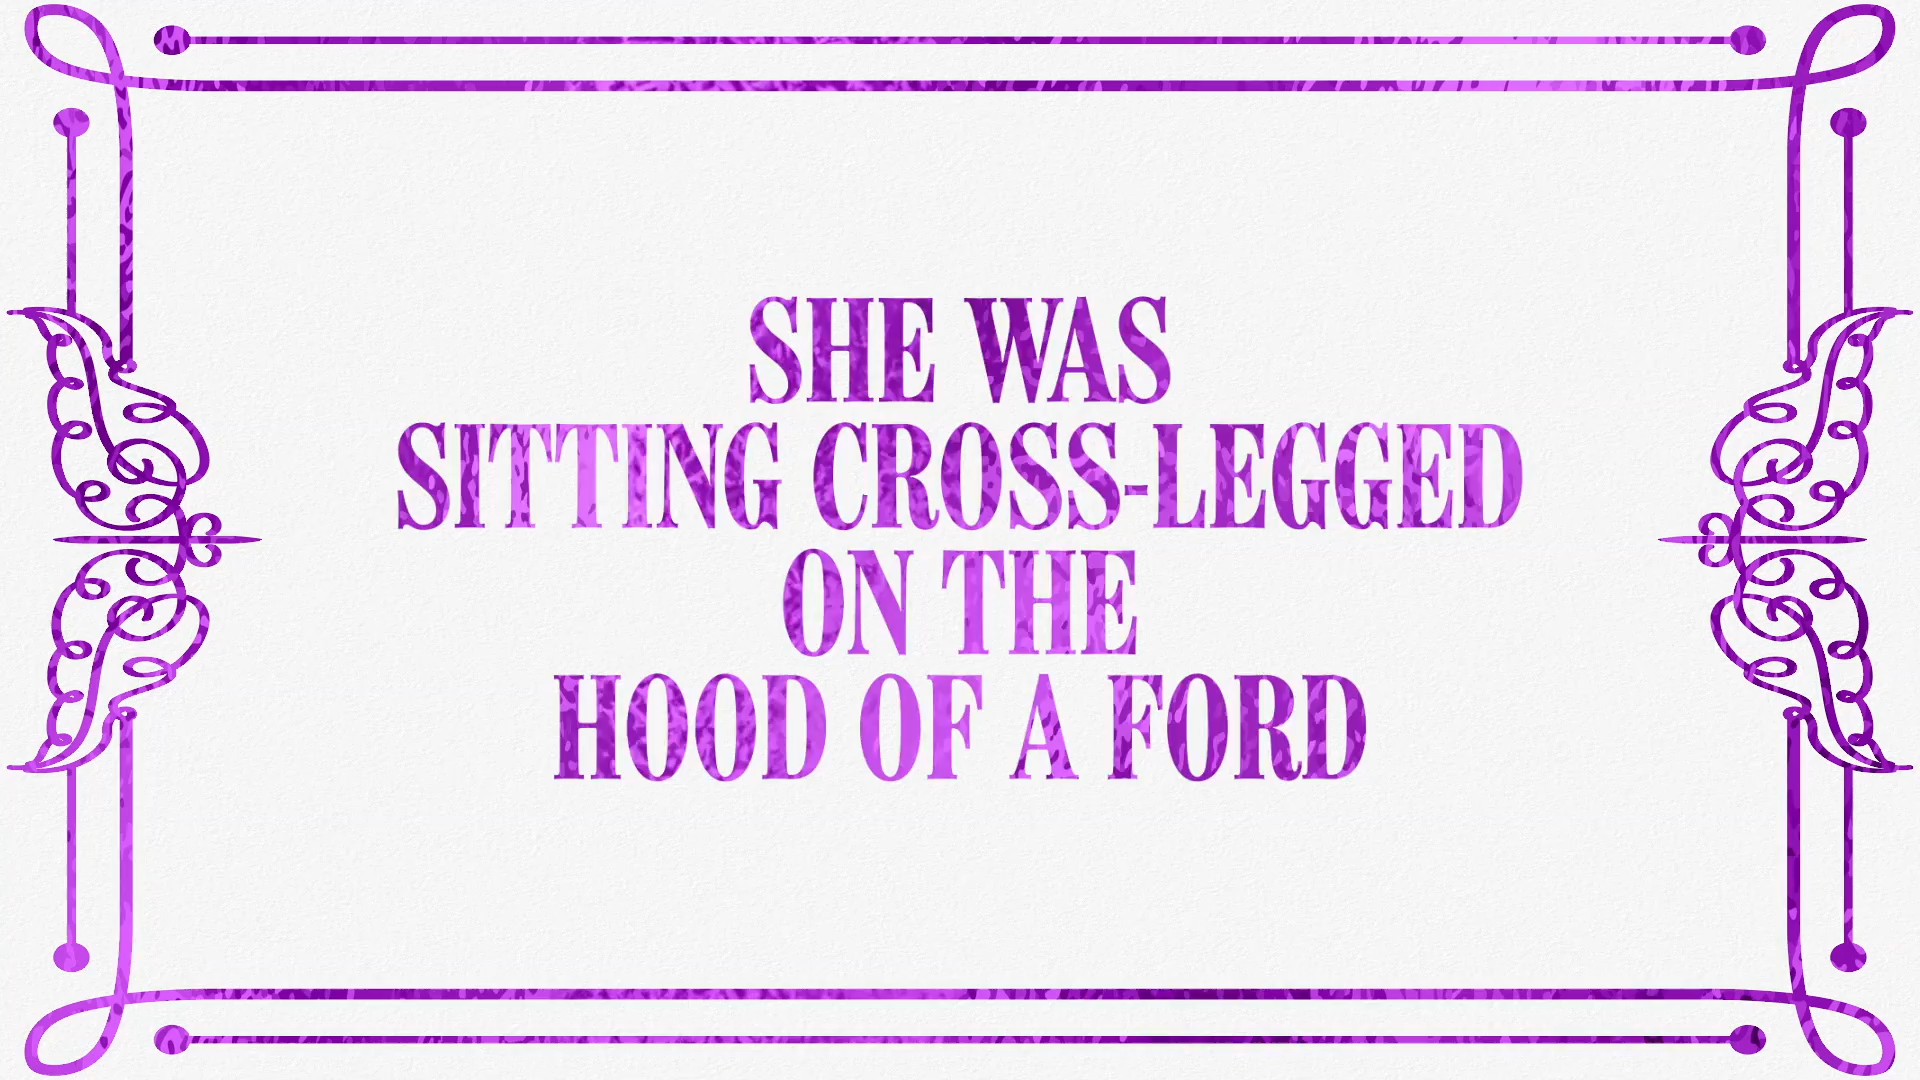 SHE WAS
SITTING CROSS-LEGGED
ON THE
HOOD OF A FORD